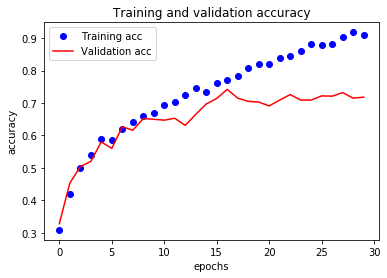 Training and validation accuracy
Training acc
Validation acc
accuracy
0.9
0.8
0.7
0.6
0.5
0.4
0.3
0 5 10 15 20 25 30
epochs